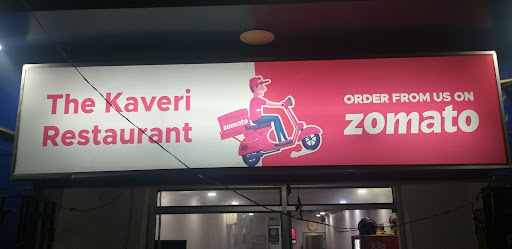 The Kaveri
Restaurant
zomato
ORDER FROM US ON
zomato